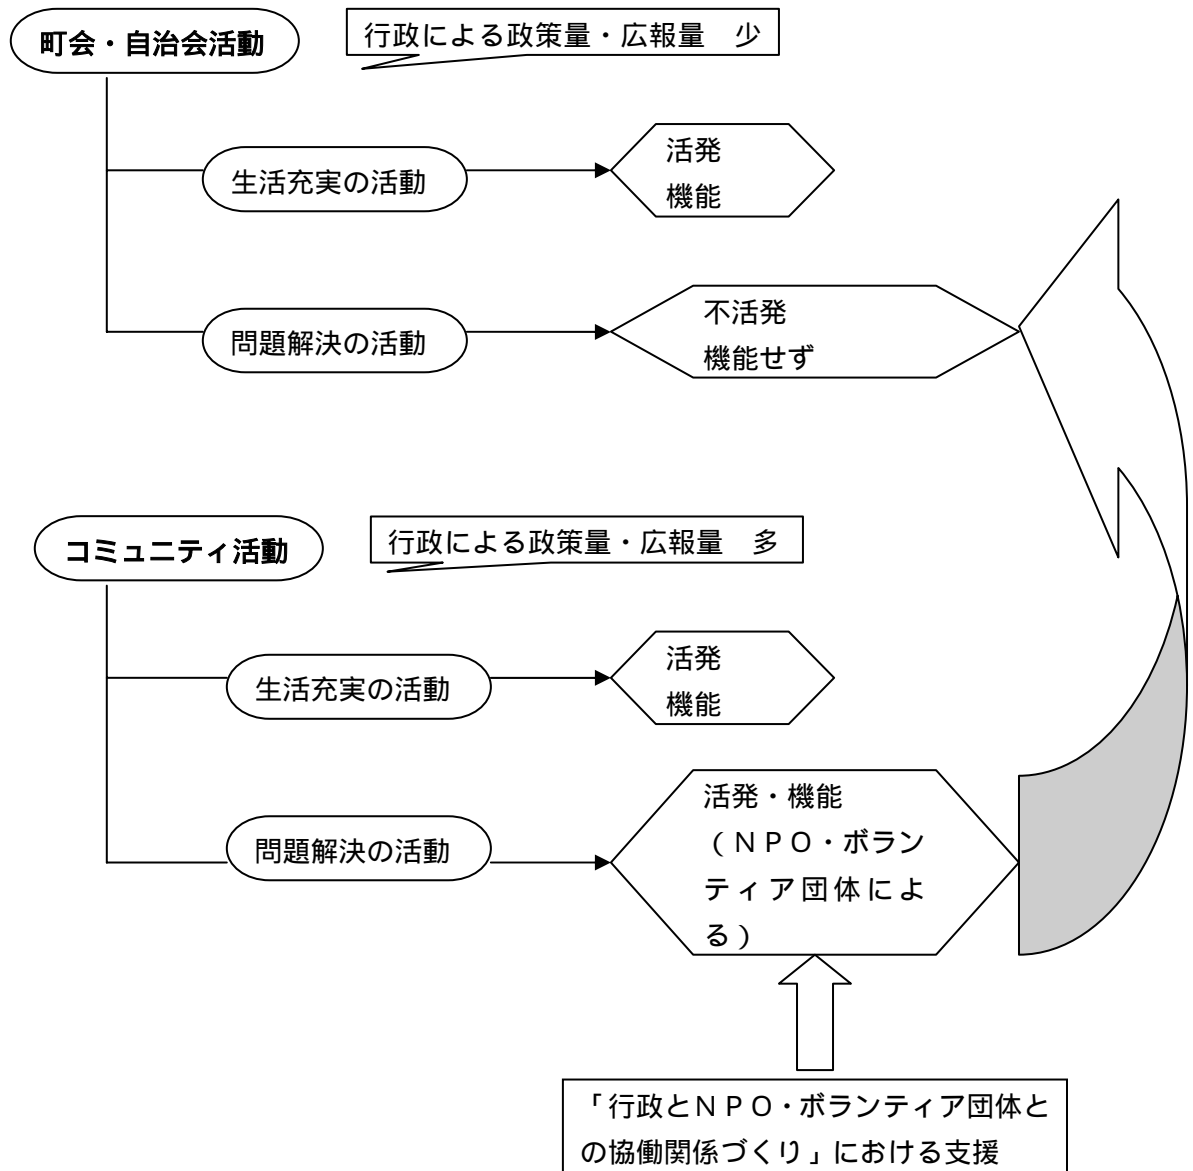 町会・自治会活動
行政による政策量・広報量　少
生活充実の活動
活発
機能
問題解決の活動
不活発
機能せず
コミュニティ活動
行政による政策量・広報量　多
生活充実の活動
活発
機能
問題解決の活動
活発・機能
（ＮＰＯ・ボラン
ティア団体によ
る）
「行政とＮＰＯ・ボランティア団体と
の協働関係づくり」における支援